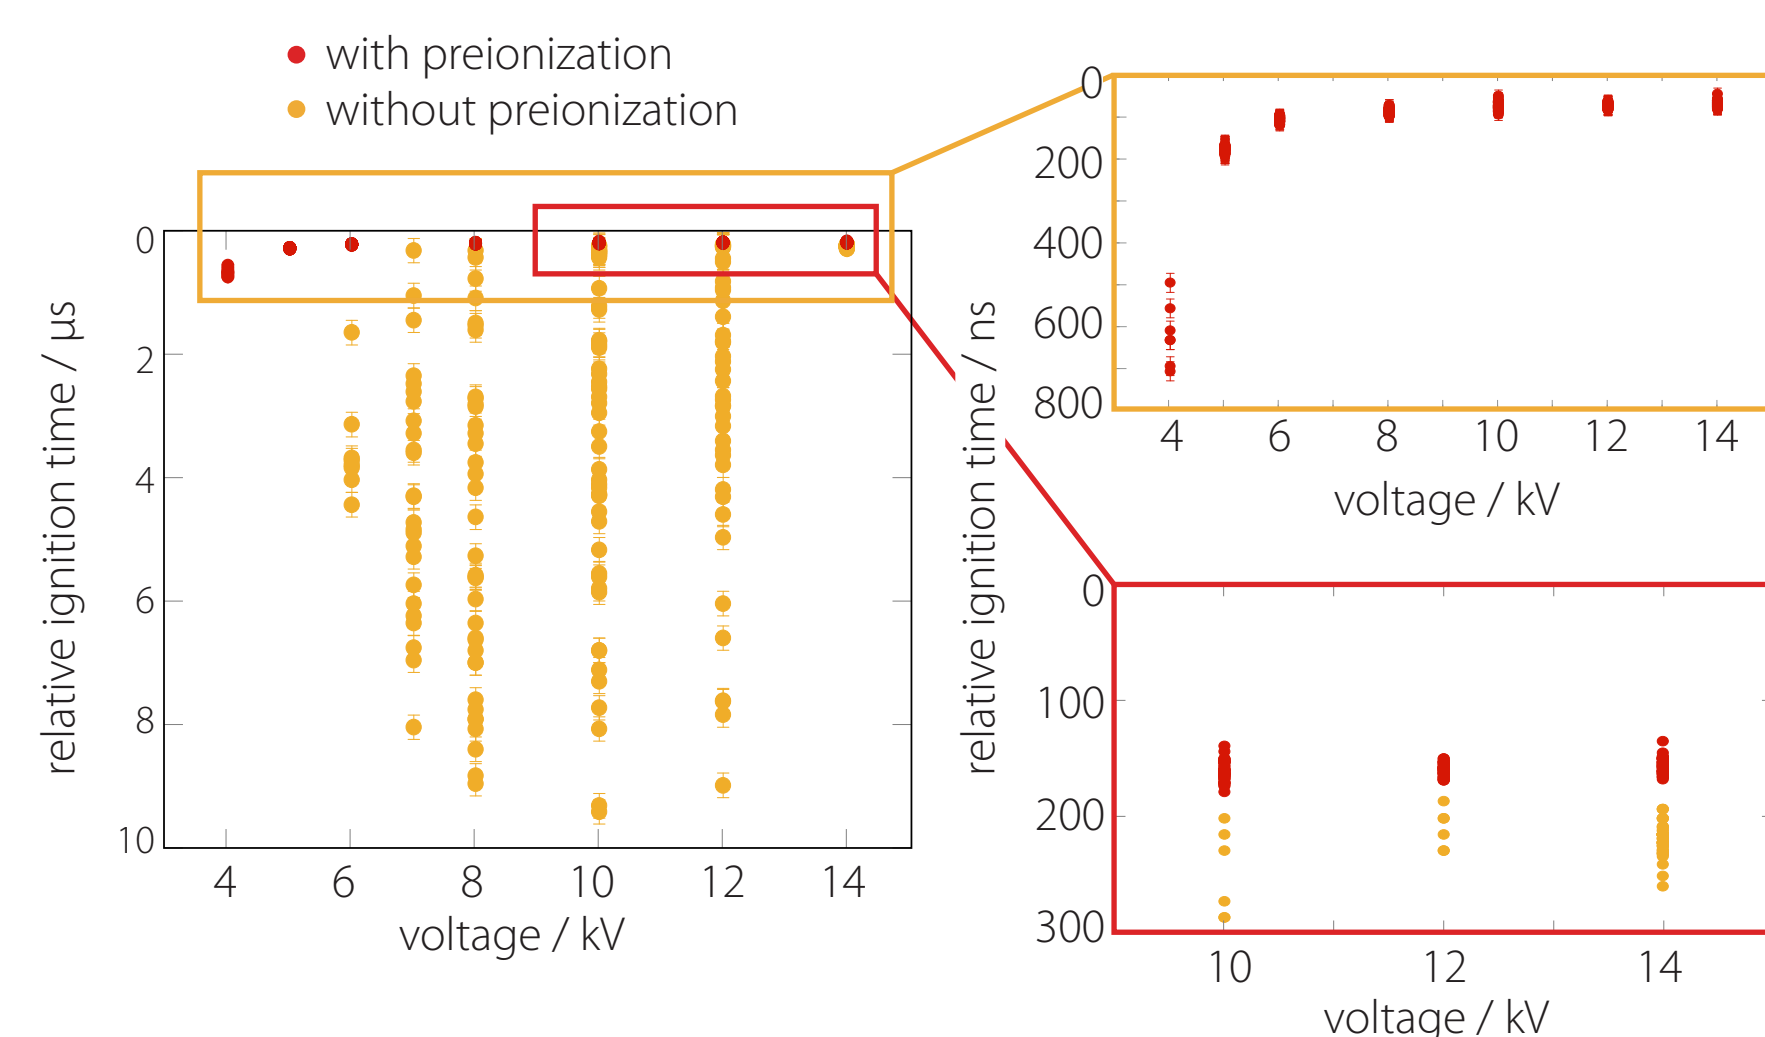 with preionization
without preionization
relative ignition time / μs
0
2
4
6
8
10
4 6 8 10 12 14
voltage / kV
relative ignition time / ns
0
200
400
600
800
4 6 8 10 12 14
voltage / kV
0
100
200
300
10 12 14
voltage / kV